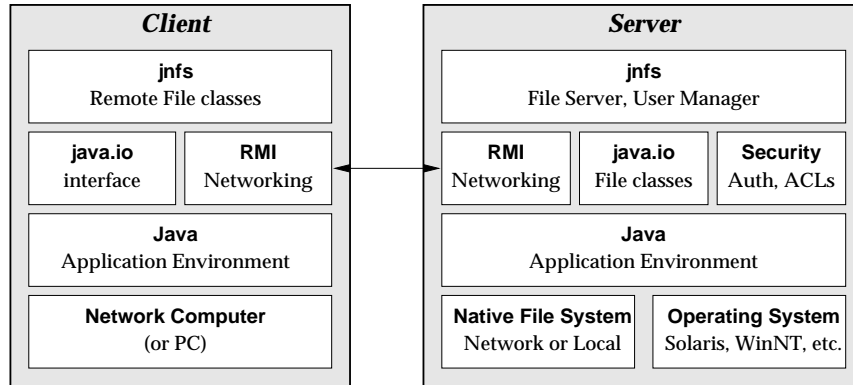 Client
jnfs
Remote File classes
java.io
interface
RMI
Networking
Java
Application Environment
Network Computer
(or PC)
Server
jnfs
File Server, User Manager
RMI
Networking
java.io
File classes
Security
Auth, ACLs
Java
Application Environment
Native File System
Network or Local
Operating System
Solaris, WinNT, etc.